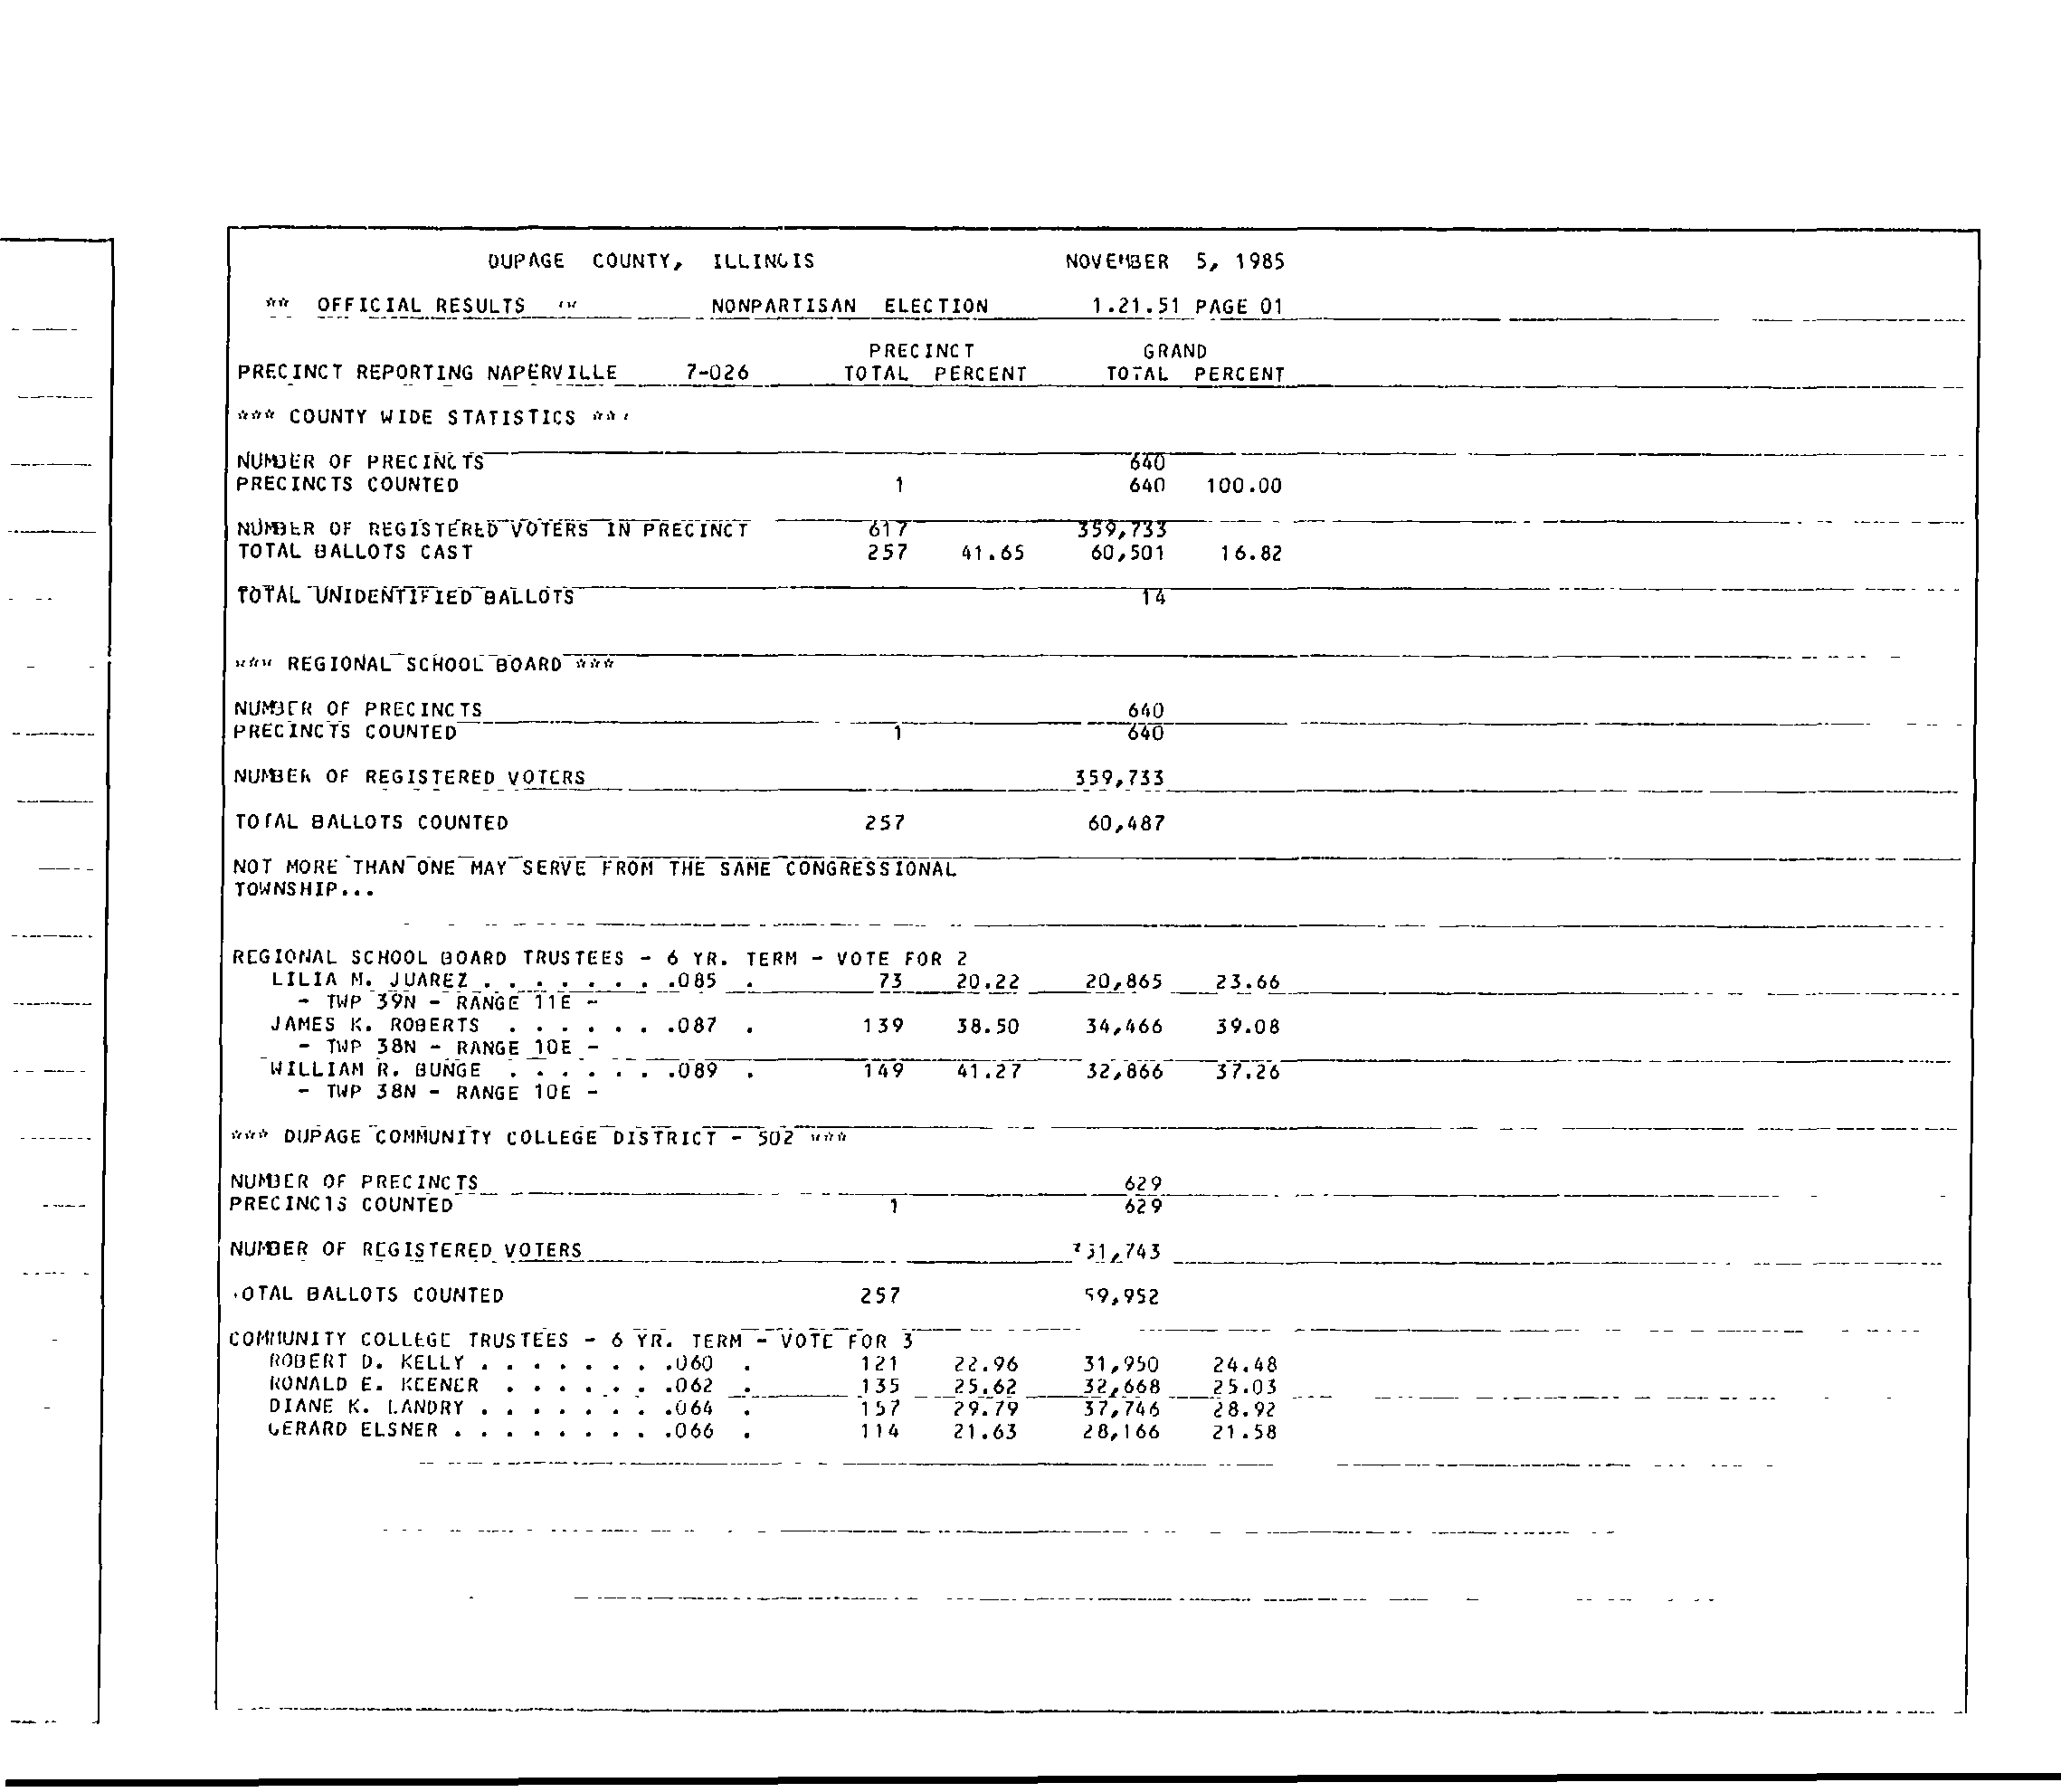 DUPAGE COUNTY, ILLINOIS NOVEMBER 5, 1985
** OFFICIAL RESULTS ** NONPARTISAN ELECTION 1.21.51 PAGE 01
PRECINCT GRAND
PRECINCT REPORTING NAPERVILLE 7-026 TOTAL PERCENT TOTAL PERCENT
*** COUNTY WIDE STATISTICS ***
NUMBER OF PRECINCTS 640
PRECINCTS COUNTED 1 640 100.00
NUMBER OF REGISTERED VOTERS IN PRECINCT 617 359,733
TOTAL BALLOTS CAST 257 41.65 60,501 16.82
TOTAL UNIDENTIFIED BALLOTS 14
*** REGIONAL SCHOOL BOARD ***
NUMBER OF PRECINCTS 640
PRECINCTS COUNTED 1 640
NUMBER OF REGISTERED VOTERS 359,733
TOTAL BALLOTS COUNTED 257 60,487
NOT MORE THAN ONE MAY SERVE FROM THE SAME CONGRESSIONAL
TOWNSHIP...
REGIONAL SCHOOL BOARD TRUSTEES - 6 YR. TERM - VOTE FOR 2
LILIA M. JUAREZ . . . . . . . .085 . 73 20.22 20,865 23.66
- TWP 39N - RANGE 11E -
JAMES K. ROBERTS . . . . . . .087 . 139 38.50 34,466 39.08
- TWP 38N - RANGE 10E -
WILLIAM R. BUNGE . . . . . . .089 . 149 41.27 32,866 37.26
- TWP 38N - RANGE 10E -
*** DUPAGE COMMUNITY COLLEGE DISTRICT - 502 ***
NUMBER OF PRECINCTS 629
PRECINCTS COUNTED 1 629
NUMBER OF REGISTERED VOTERS
TOTAL BALLOTS COUNTED 257 59,952
COMMUNITY COLLEGE TRUSTEES - 6 YR. TERM - VOTE FOR 3
ROBERT D. KELLY . . . . . . . .060 . 121 22.96 31,950 24.48
RONALD E. KEENER . . . . . . .062 . 135 25.62 32,668 25.03
DIANE K. LANDRY . . . . . . . .064 . 157 29.79 37,746 28.92
GERARD ELSNER . . . . . . . . .066 . 114 21.63 28,166 21.58